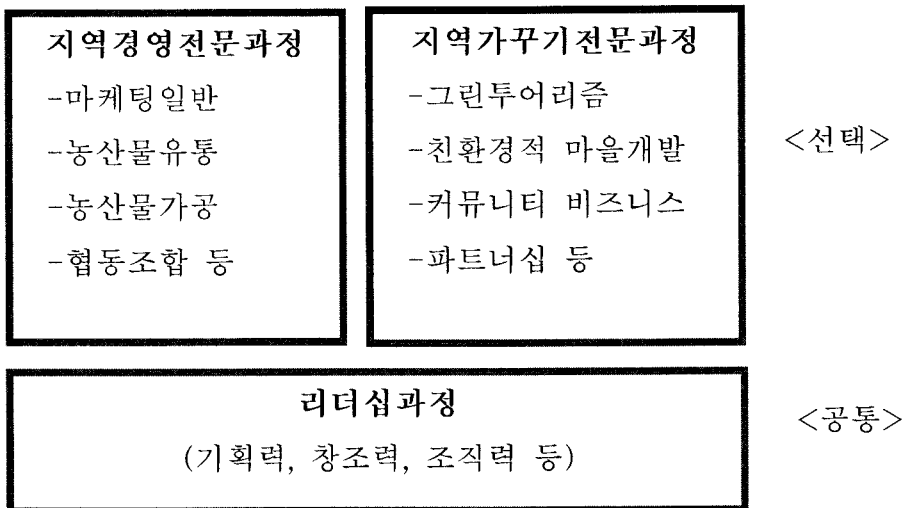 지역경영전문과정
-마케팅일반
-농산물유통
-농산물가공
-협동조합 등
지역가꾸기전문과정
-그린투어리즘
-친환경적 마을개발
-커뮤니티 비즈니스
-파트너십 등
<선택>
리더십과정
(기획력, 창조력, 조직력 등)
<공통>